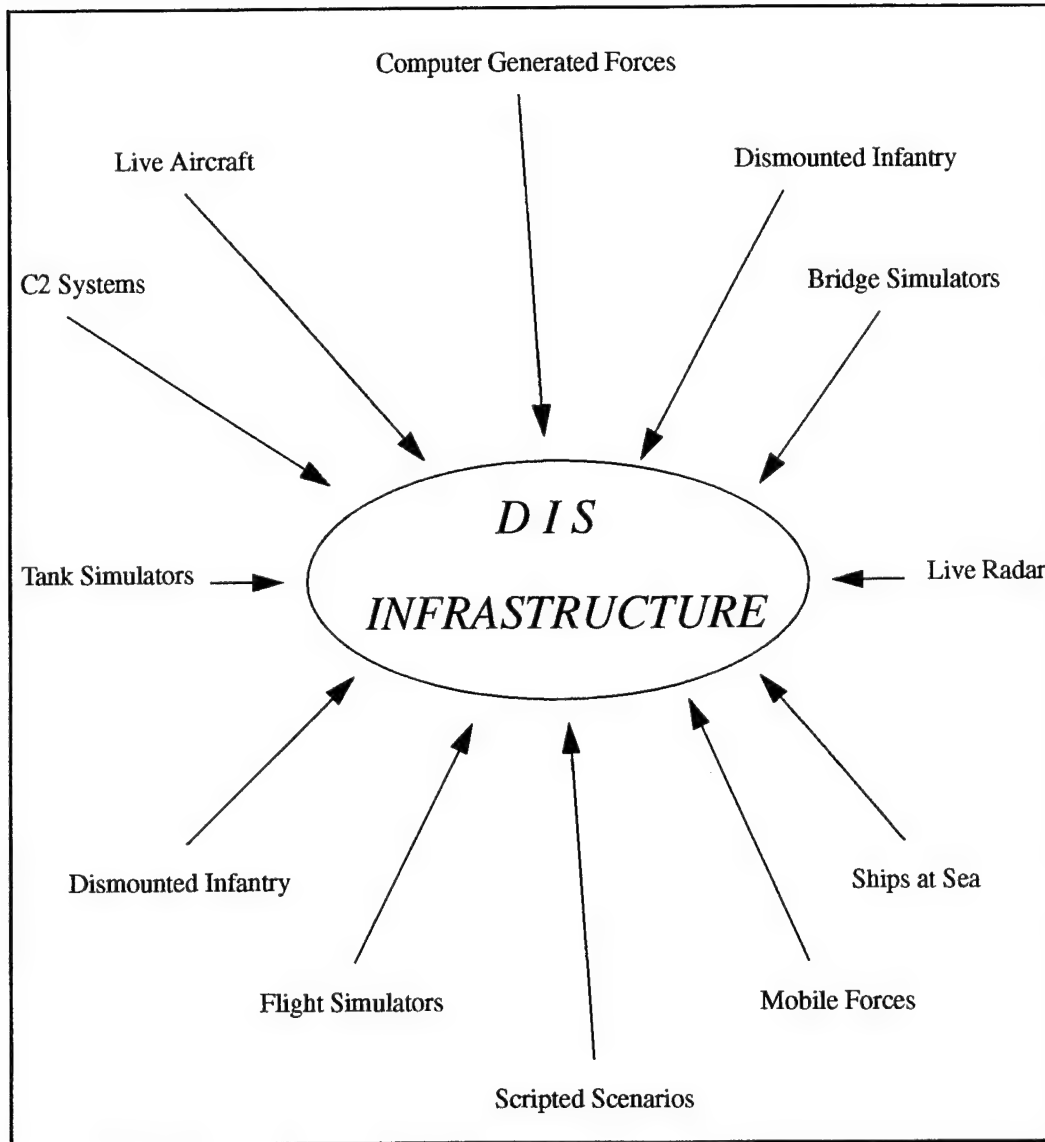 Computer Generated Forces
Live Aircraft
Dismounted Infantry
C2 Systems
Bridge Simulators
D I S
INFRASTRUCTURE
Tank Simulators
Live Radar
Dismounted Infantry
Ships at Sea
Flight Simulators
Mobile Forces
Scripted Scenarios